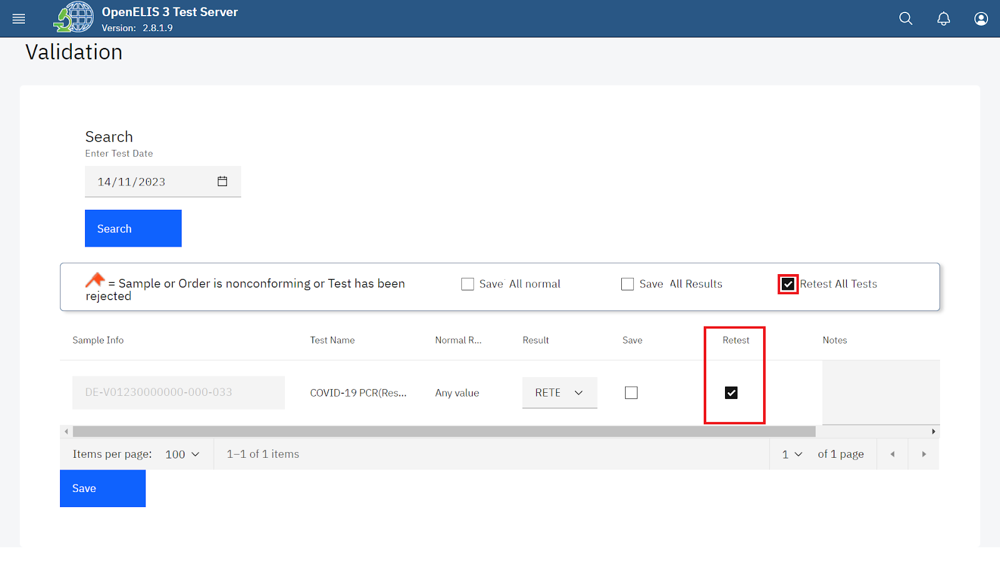 OpenELIS 3 Test Server
Version: 2.8.1.9
Validation
Search
Enter Test Date
14/11/2023
Search
= Sample or Order is nonconforming or Test has been
rejected
Save All normal
Save All Results
Retest All Tests
Sample Info Test Name Normal R... Result Save Retest Notes
DE-V01230000000-000-033 COVID-19 PCR(Res... Any value RETE
Items per page: 100 1–1 of 1 items 1 of 1 page
Save